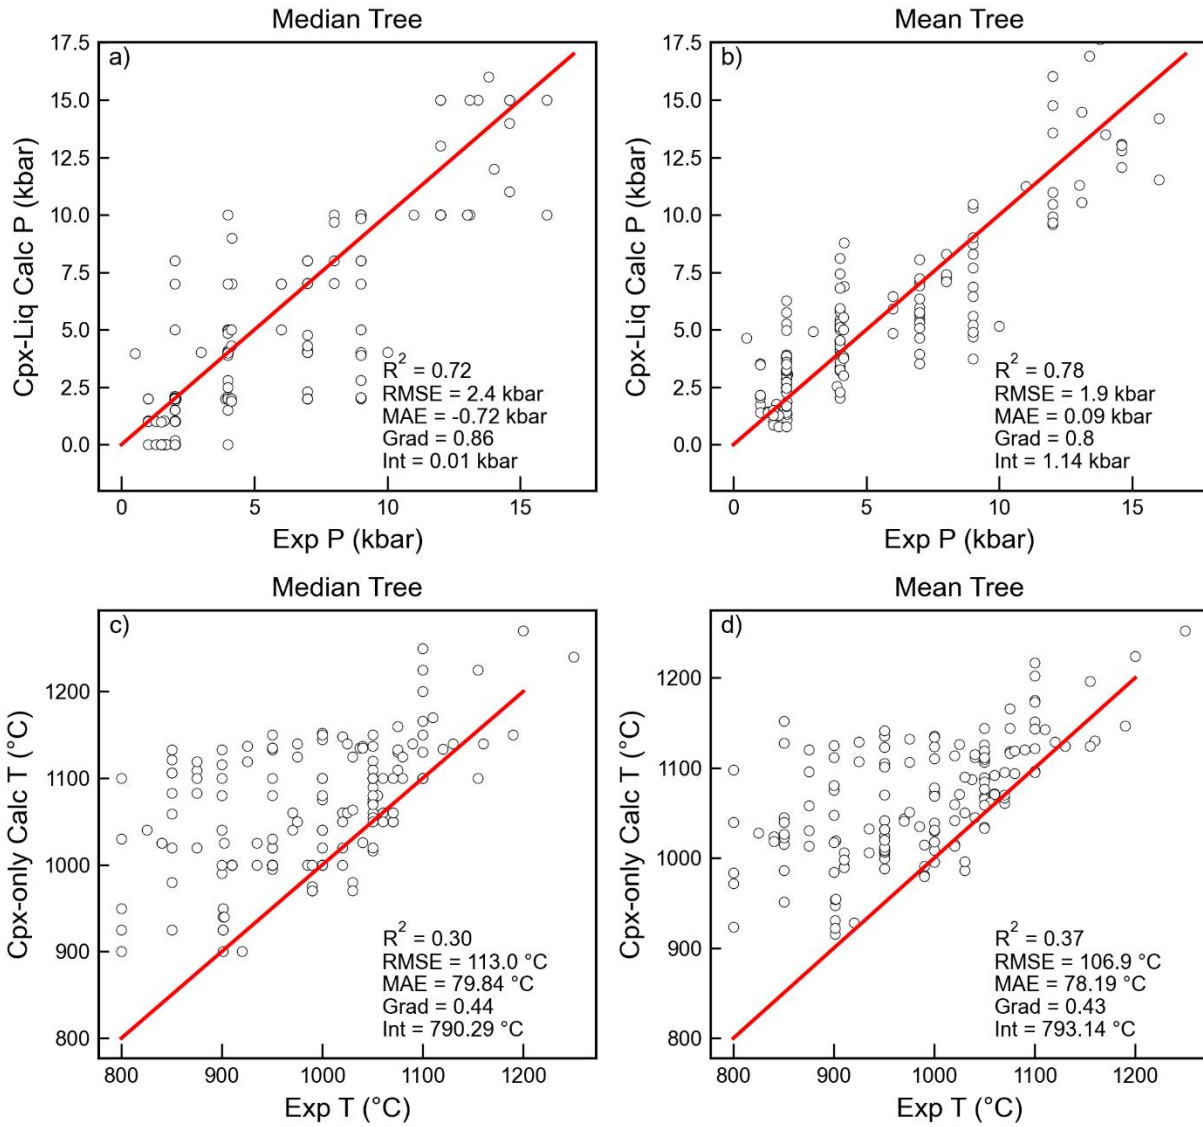 Median Tree
a)
17.5
15.0
12.5
10.0
7.5
5.0
2.5
0.0
Cpx-Liq Calc P (kbar)
R² = 0.72
RMSE = 2.4 kbar
MAE = -0.72 kbar
Grad = 0.86
Int = 0.01 kbar
0 5 10 15
Exp P (kbar)
Mean Tree
b)
17.5
15.0
12.5
10.0
7.5
5.0
2.5
0.0
Cpx-Liq Calc P (kbar)
R² = 0.78
RMSE = 1.9 kbar
MAE = 0.09 kbar
Grad = 0.8
Int = 1.14 kbar
0 5 10 15
Exp P (kbar)
Median Tree
c)
1200
1100
1000
900
800
Cpx-only Calc T (°C)
R² = 0.30
RMSE = 113.0 °C
MAE = 79.84 °C
Grad = 0.44
Int = 790.29 °C
800 900 1000 1100 1200
Exp T (°C)
Mean Tree
d)
1200
1100
1000
900
800
Cpx-only Calc T (°C)
R² = 0.37
RMSE = 106.9 °C
MAE = 78.19 °C
Grad = 0.43
Int = 793.14 °C
800 900 1000 1100 1200
Exp T (°C)